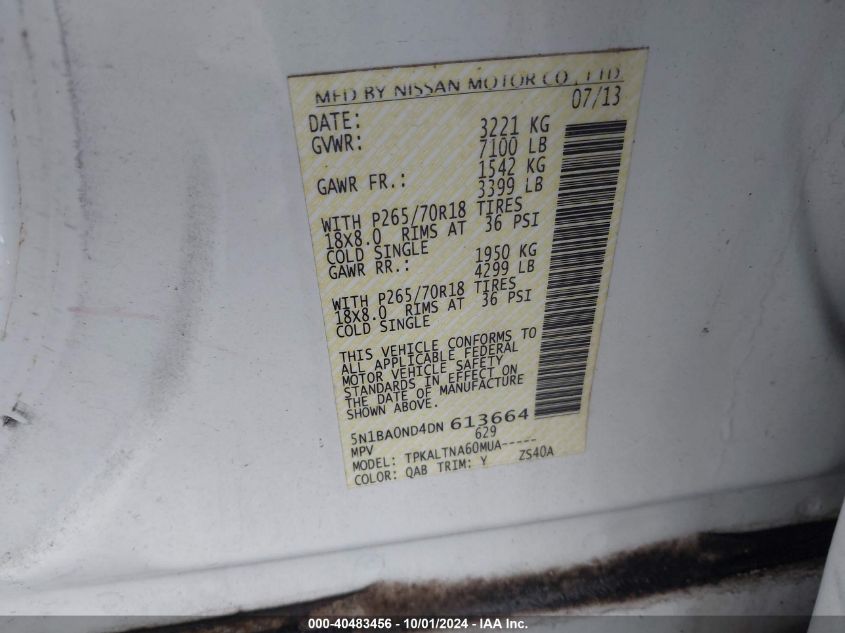 MFD BY NISSAN MOTOR CO., LTD
DATE: 07/13
GVWR: 3221 KG
7100 LB
GAWR FR.: 1542 KG
3399 LB
WITH P265/70R18 TIRES
18X8.0 RIMS AT 36 PSI
COLD SINGLE
GAWR RR.: 1950 KG
4299 LB
WITH P265/70R18 TIRES
18X8.0 RIMS AT 36 PSI
COLD SINGLE
THIS VEHICLE CONFORMS TO
ALL APPLICABLE FEDERAL
MOTOR VEHICLE SAFETY
STANDARDS IN EFFECT ON
THE DATE OF MANUFACTURE
SHOWN ABOVE.
5N1BA0ND4DN 613664
MPV 629
MODEL: TPKALTNA60MUA-----
COLOR: QAB TRIM: Y ZS40A
000-40483456 - 10/01/2024 - IAA Inc.